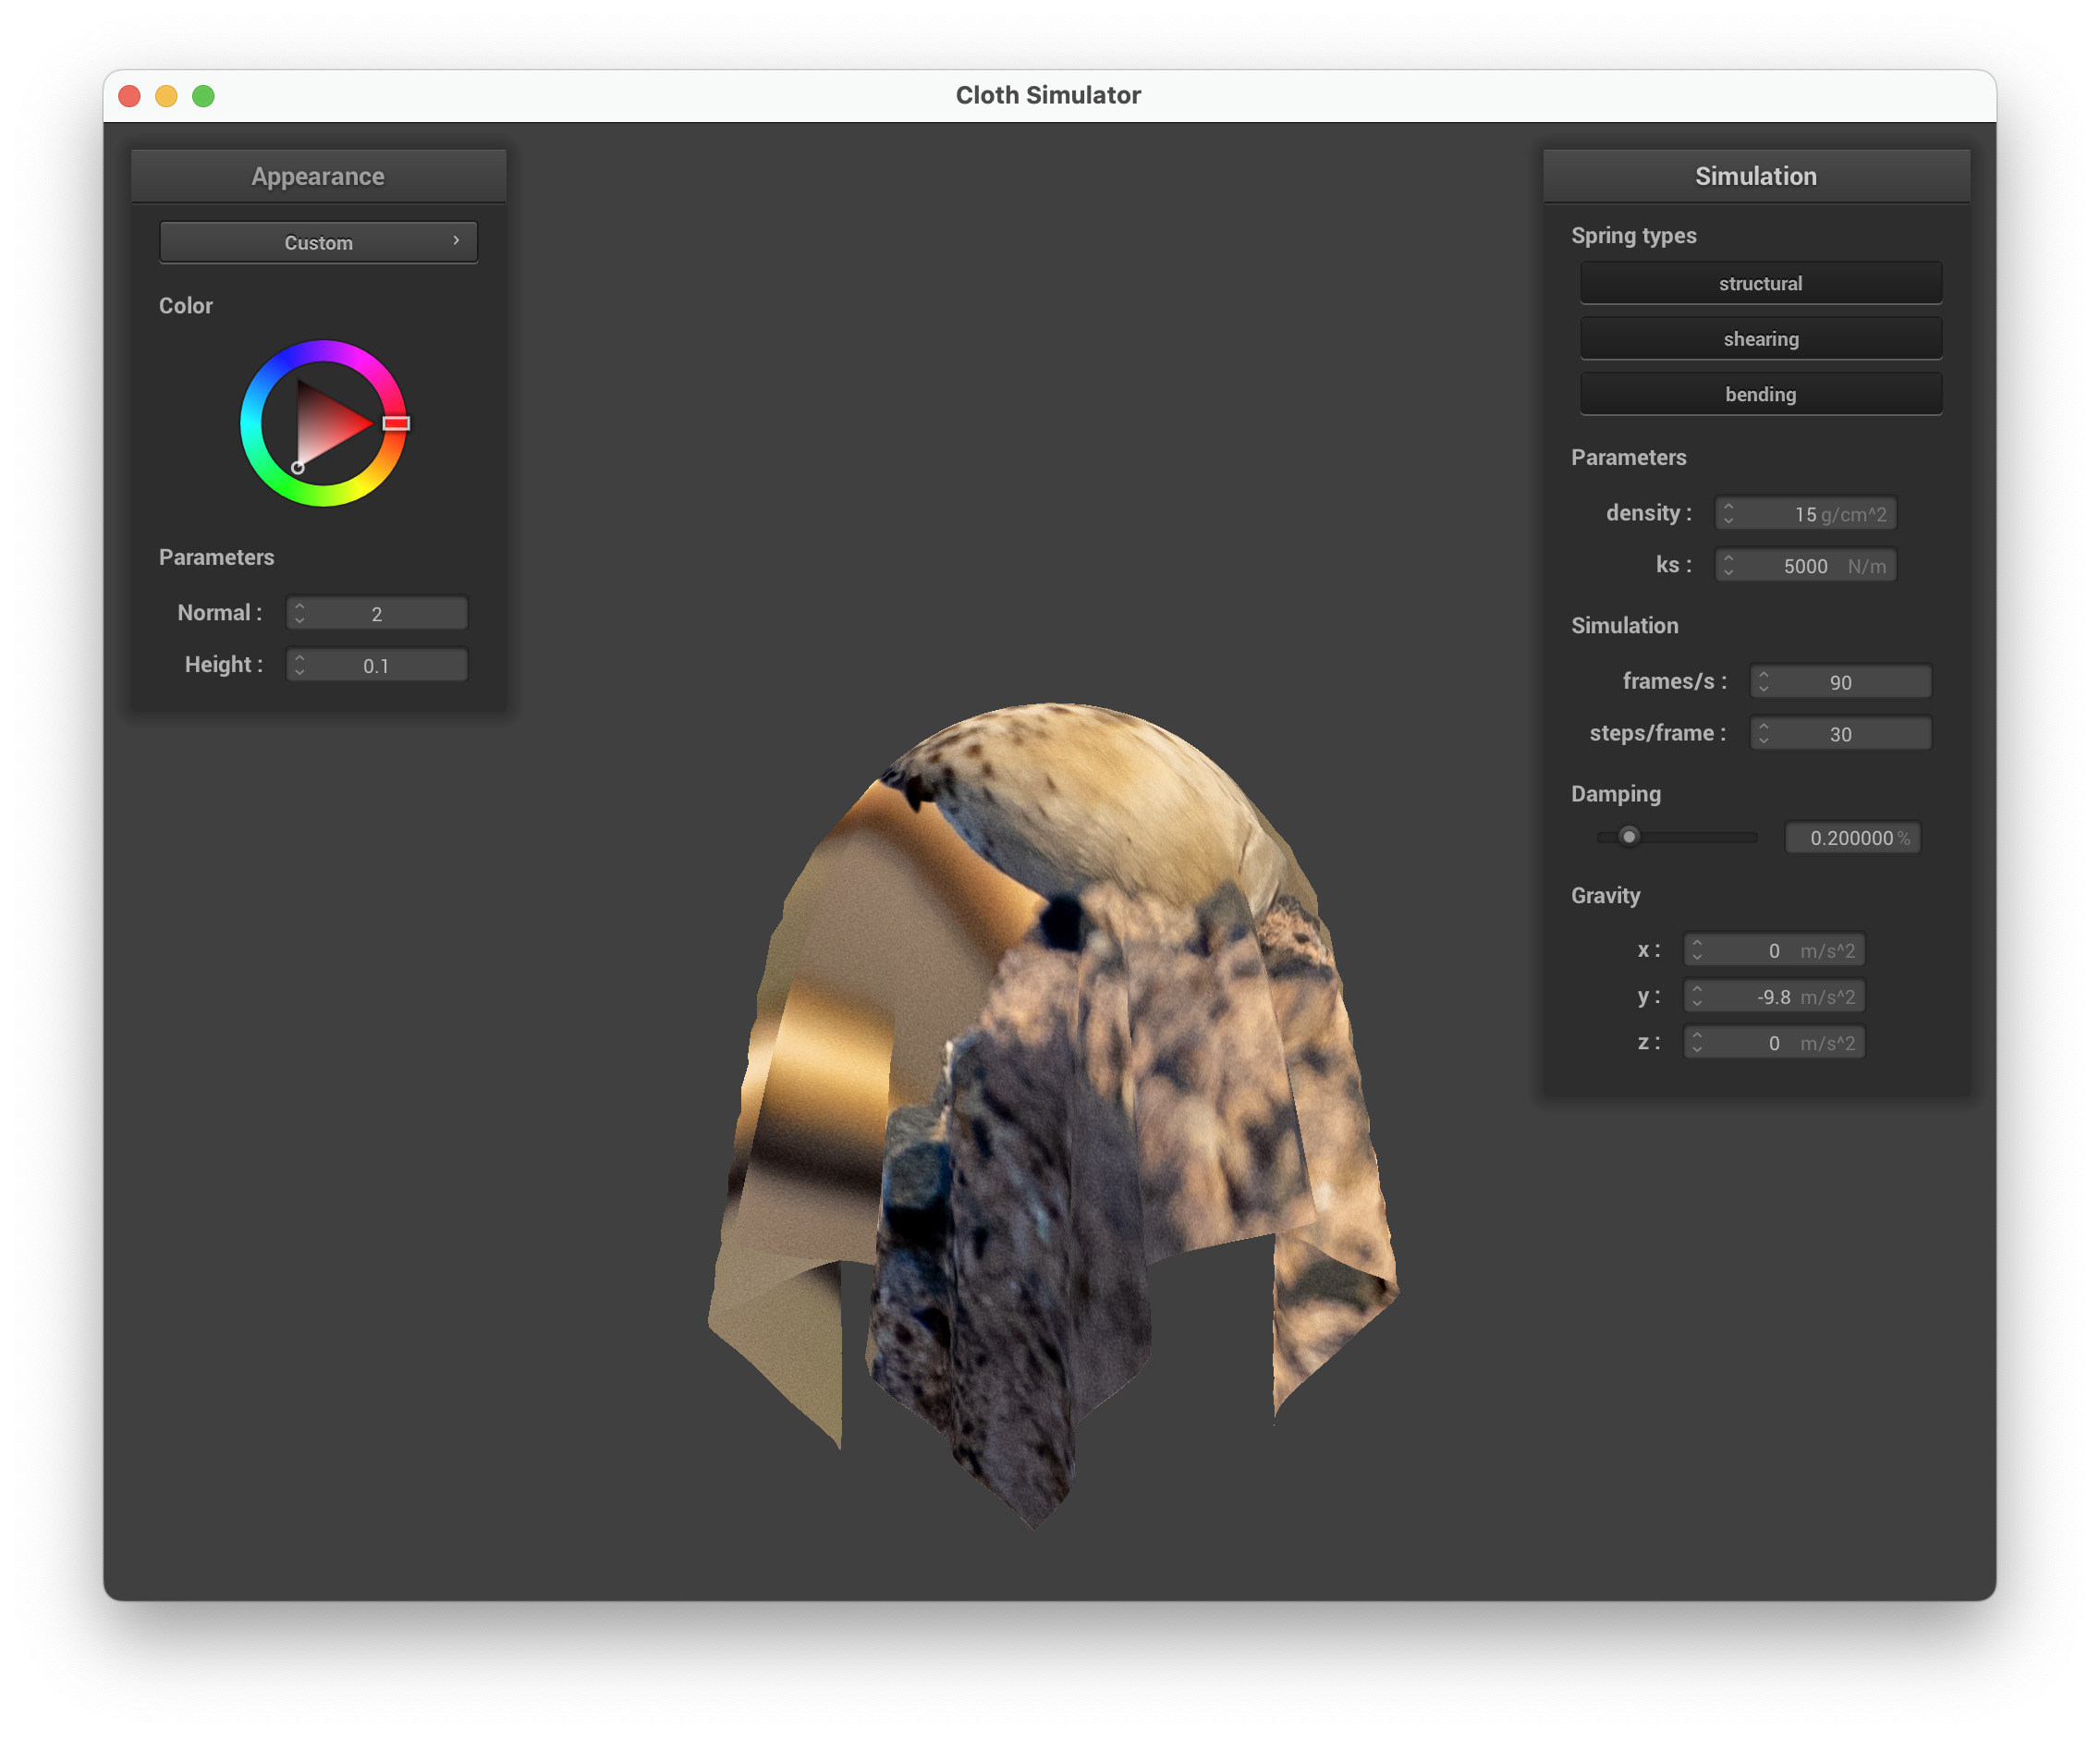 Cloth Simulator
Appearance
Custom
Color
Parameters
Normal : 2
Height : 0.1
Simulation
Spring types
structural
shearing
bending
Parameters
density : 15 g/cm^2
ks : 5000 N/m
Simulation
frames/s : 90
steps/frame : 30
Damping
0.200000 %
Gravity
x : 0 m/s^2
y : -9.8 m/s^2
z : 0 m/s^2